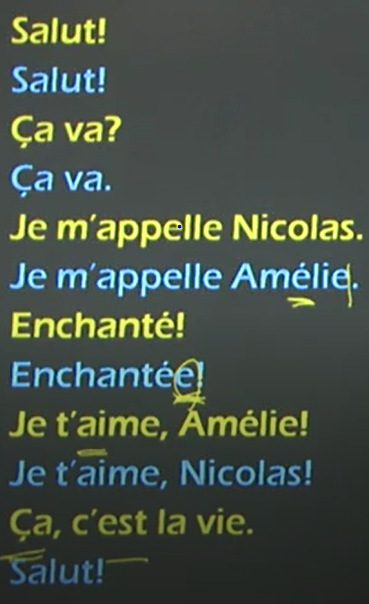 Salut!
Salut!
Ça va?
Ça va.
Je m'appelle Nicolas.
Je m'appelle Amélie.
Enchanté!
Enchantée!
Je t'aime, Amélie!
Je t'aime, Nicolas!
Ça, c'est la vie.
Salut!